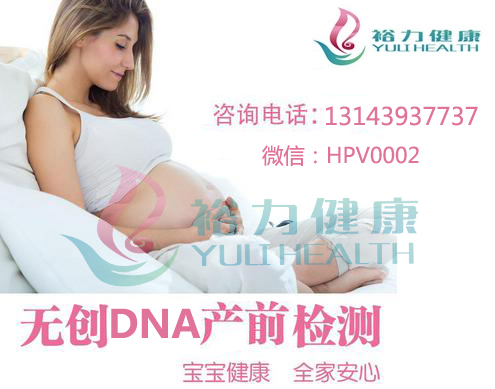 裕力健康
YULI HEALTH
咨询电话：13143937737
微信：HPV0002
裕力健康
YULI HEALTH
无创DNA产前检测
宝宝健康 全家安心